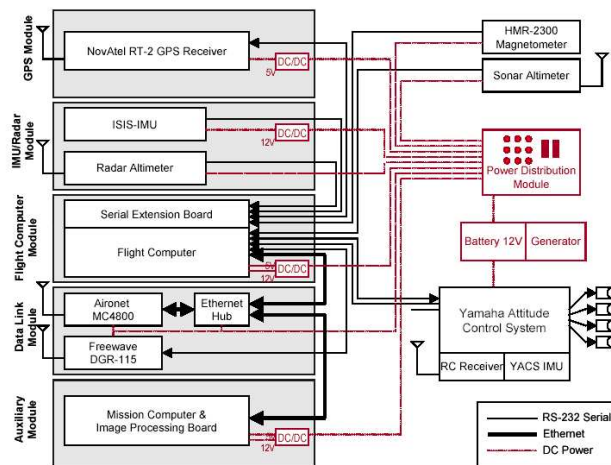 GPS Module
NovAtel RT-2 GPS Receiver
DC/DC
5V
HMR-2300
Magnetometer
Sonar Altimeter
IMU/Radar
Module
ISIS-IMU
DC/DC
12V
Radar Altimeter
Power Distribution
Module
Flight Computer
Module
Serial Extension Board
Flight Computer
5V
12V
DC/DC
Battery 12V
Generator
Data Link
Module
Aironet
MC4800
Ethernet
Hub
Freewave
DGR-115
Yamaha Attitude
Control System
RC Receiver
YACS IMU
Auxiliary
Module
Mission Computer &
Image Processing Board
12V
DC/DC
RS-232 Serial
Ethernet
DC Power